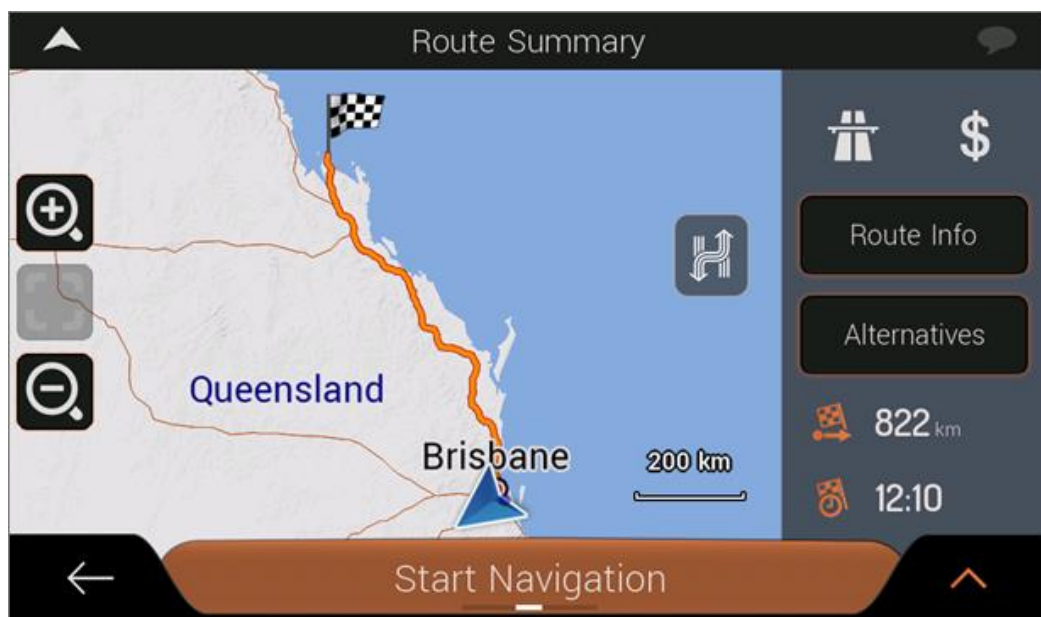 Route Summary
$
Route Info
Alternatives
Queensland
Brisbane
200 km
822 km
12:10
Start Navigation